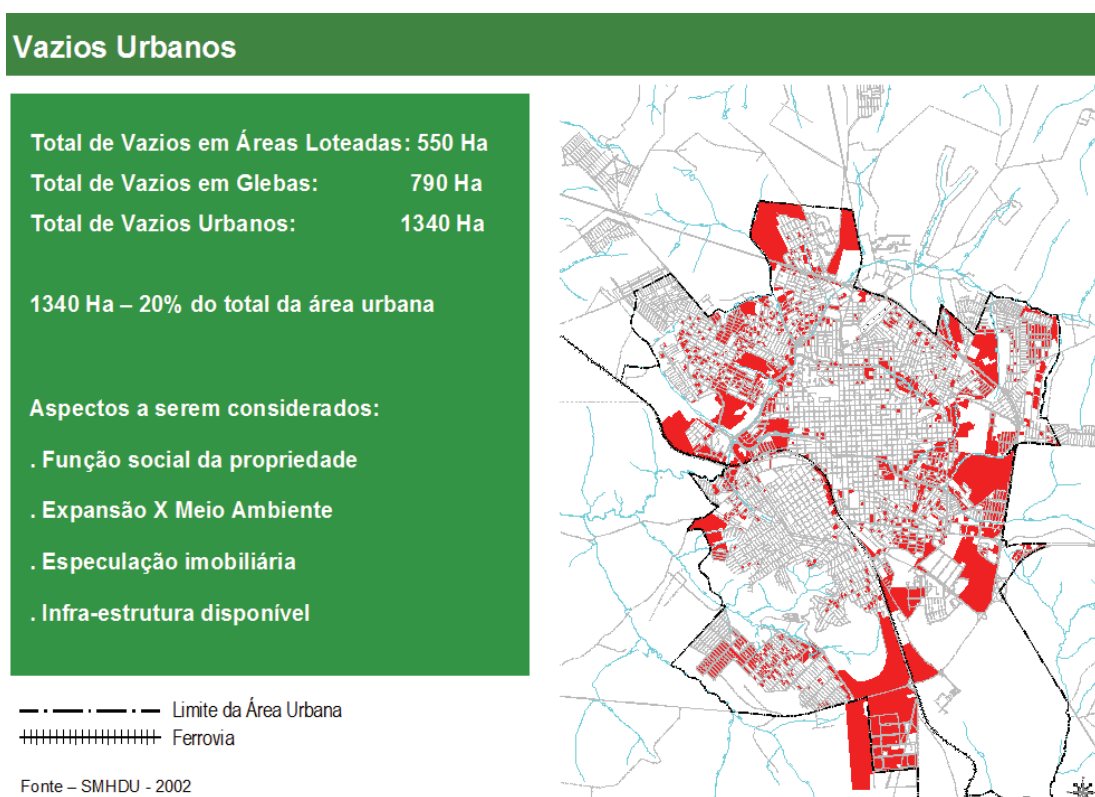 Vazios Urbanos
Total de Vazios em Áreas Loteadas: 550 Ha
Total de Vazios em Glebas: 790 Ha
Total de Vazios Urbanos: 1340 Ha
1340 Ha – 20% do total da área urbana
Aspectos a serem considerados:
. Função social da propriedade
. Expansão X Meio Ambiente
. Especulação imobiliária
. Infra-estrutura disponível
Limite da Área Urbana
Ferrovia
Fonte – SMHDU - 2002